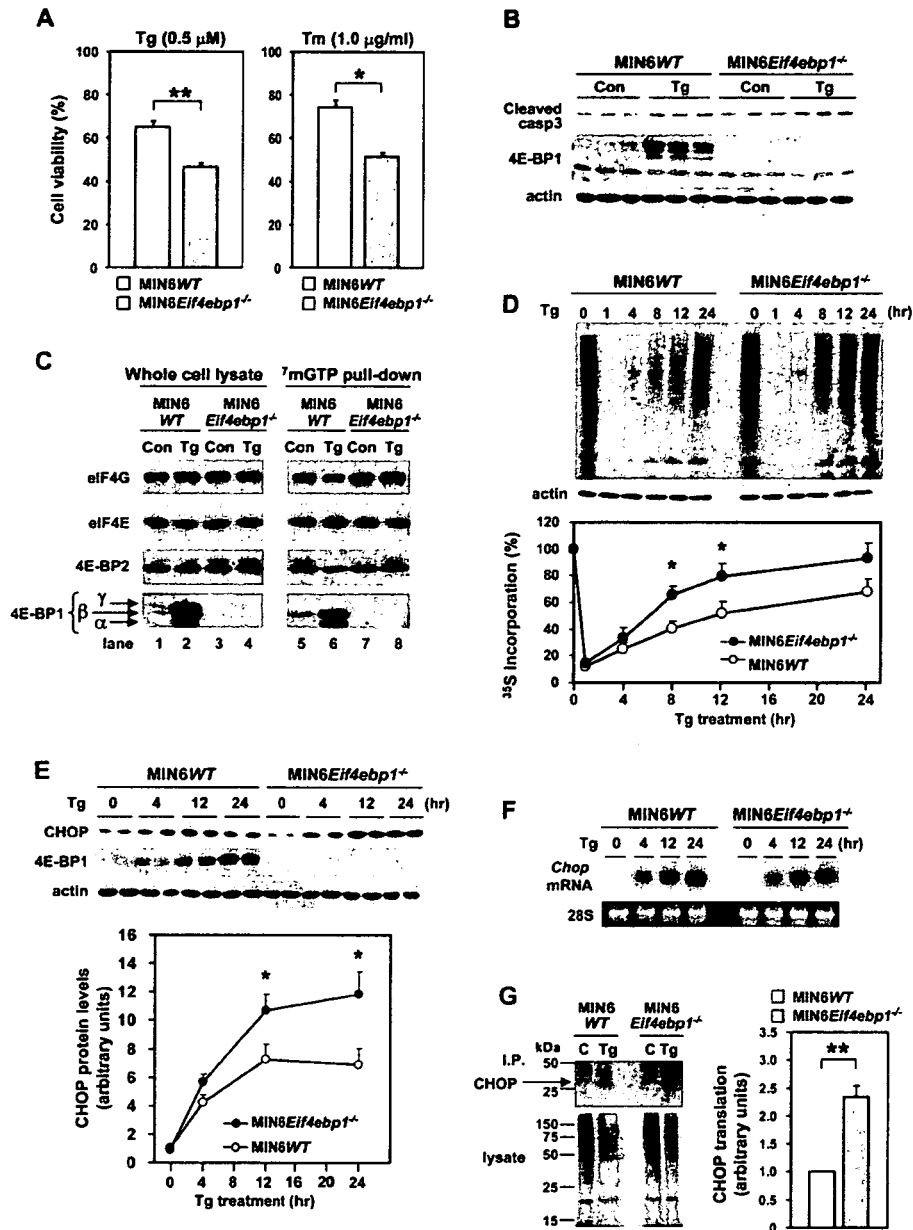 A
Tg (0.5 μM)
Tm (1.0 μg/ml)
Cell viability (%)
100
80
60
40
20
0
**
100
80
60
40
20
0
*
MIN6WT
MIN6Eif4ebp1-/-
MIN6WT
MIN6Eif4ebp1-/-
B
MIN6WT
MIN6Eif4ebp1-/-
Con Tg Con Tg
Cleaved casp3
4E-BP1
actin
C
Whole cell lysate
7mGTP pull-down
MIN6 WT
MIN6 Eif4ebp1-/-
MIN6 WT
MIN6 Eif4ebp1-/-
Con Tg Con Tg Con Tg Con Tg
eIF4G
eIF4E
4E-BP2
4E-BP1
γ
β
α
lane 1 2 3 4 5 6 7 8
D
MIN6WT
MIN6Eif4ebp1-/-
Tg 0 1 4 8 12 24 0 1 4 8 12 24 (hr)
actin
35S incorporation (%)
120
100
80
60
40
20
0
* *
MIN6Eif4ebp1-/-
MIN6WT
0 4 8 12 16 20 24
Tg treatment (hr)
E
MIN6WT
MIN6Eif4ebp1-/-
Tg 0 4 12 24 0 4 12 24 (hr)
CHOP
4E-BP1
actin
CHOP protein levels (arbitrary units)
16
14
12
10
8
6
4
2
0
* *
MIN6Eif4ebp1-/-
MIN6WT
0 4 8 12 16 20 24
Tg treatment (hr)
F
MIN6WT
MIN6Eif4ebp1-/-
Tg 0 4 12 24 0 4 12 24 (hr)
Chop mRNA
28S
G
MIN6 WT
MIN6 Eif4ebp1-/-
I.P.
kDa
C Tg C Tg
50
CHOP
25
lysate
150
75
50
25
15
MIN6WT
MIN6Eif4ebp1-/-
CHOP translation (arbitrary units)
3.5
3.0
2.5
2.0
1.5
1.0
0.5
0
**